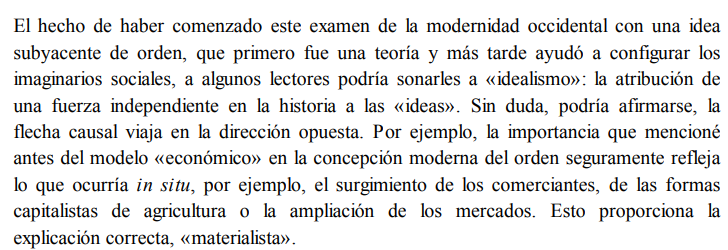 El hecho de haber comenzado este examen de la modernidad occidental con una idea
subyacente de orden, que primero fue una teoría y más tarde ayudó a configurar los
imaginarios sociales, a algunos lectores podría sonarles a «idealismo»: la atribución de
una fuerza independiente en la historia a las «ideas». Sin duda, podría afirmarse, la
flecha causal viaja en la dirección opuesta. Por ejemplo, la importancia que mencioné
antes del modelo «económico» en la concepción moderna del orden seguramente refleja
lo que ocurría in situ, por ejemplo, el surgimiento de los comerciantes, de las formas
capitalistas de agricultura o la ampliación de los mercados. Esto proporciona la
explicación correcta, «materialista».